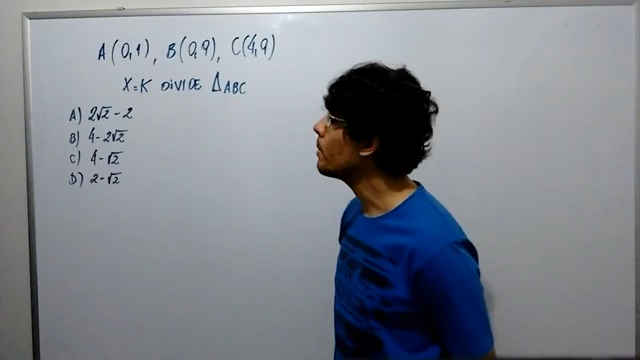 A(0,1), B(0,9), C(4,9)
X=K DIVIDE ΔABC
A) 2√2 - 2
B) 4 - 2√2
C) 4 - √2
D) 2 - √2